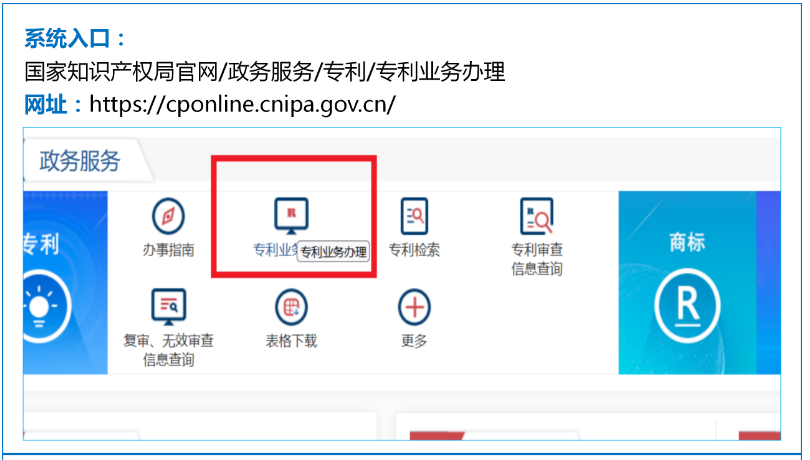 系统入口：
国家知识产权局官网/政务服务/专利/专利业务办理
网址：https://cponline.cnipa.gov.cn/
政务服务
专利
办事指南
专利业务
专利业务办理
专利检索
专利审查
信息查询
商标
R
复审、无效审查
信息查询
表格下载
更多